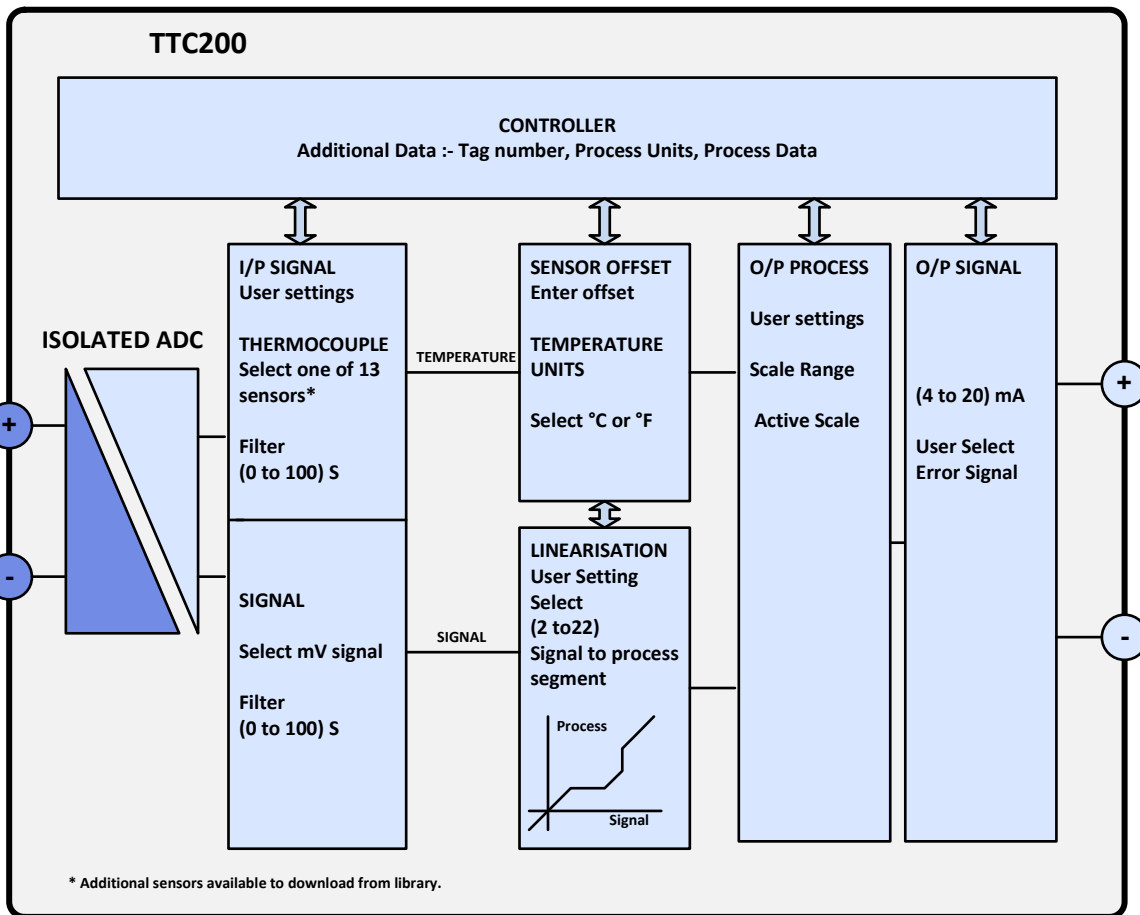 TTC200
CONTROLLER
Additional Data :- Tag number, Process Units, Process Data
ISOLATED ADC
+
-
I/P SIGNAL
User settings
THERMOCOUPLE
Select one of 13
sensors*
Filter
(0 to 100) S
SIGNAL
Select mV signal
Filter
(0 to 100) S
TEMPERATURE
SIGNAL
SENSOR OFFSET
Enter offset
TEMPERATURE
UNITS
Select °C or °F
LINEARISATION
User Setting
Select
(2 to22)
Signal to process
segment
Process
Signal
O/P PROCESS
User settings
Scale Range
Active Scale
O/P SIGNAL
(4 to 20) mA
User Select
Error Signal
+
-
* Additional sensors available to download from library.